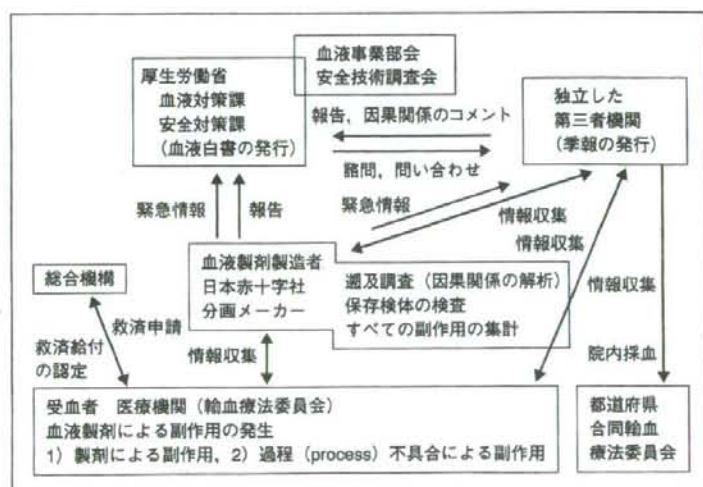 血液事業部会
安全技術調査会
厚生労働省
血液対策課
安全対策課
（血液白書の発行）
独立した
第三者機関
（季報の発行）
報告、因果関係のコメント
諮問，問い合わせ
緊急情報
報告
緊急情報
情報収集
情報収集
情報収集
血液製剤製造者
日本赤十字社
分画メーカー
遡及調査（因果関係の解析）
保存検体の検査
すべての副作用の集計
総合機構
救済申請
救済給付
の認定
情報収集
院内採血
受血者　医療機関（輸血療法委員会）
血液製剤による副作用の発生
1）製剤による副作用，2）過程（process）不具合による副作用
都道府県
合同輸血
療法委員会